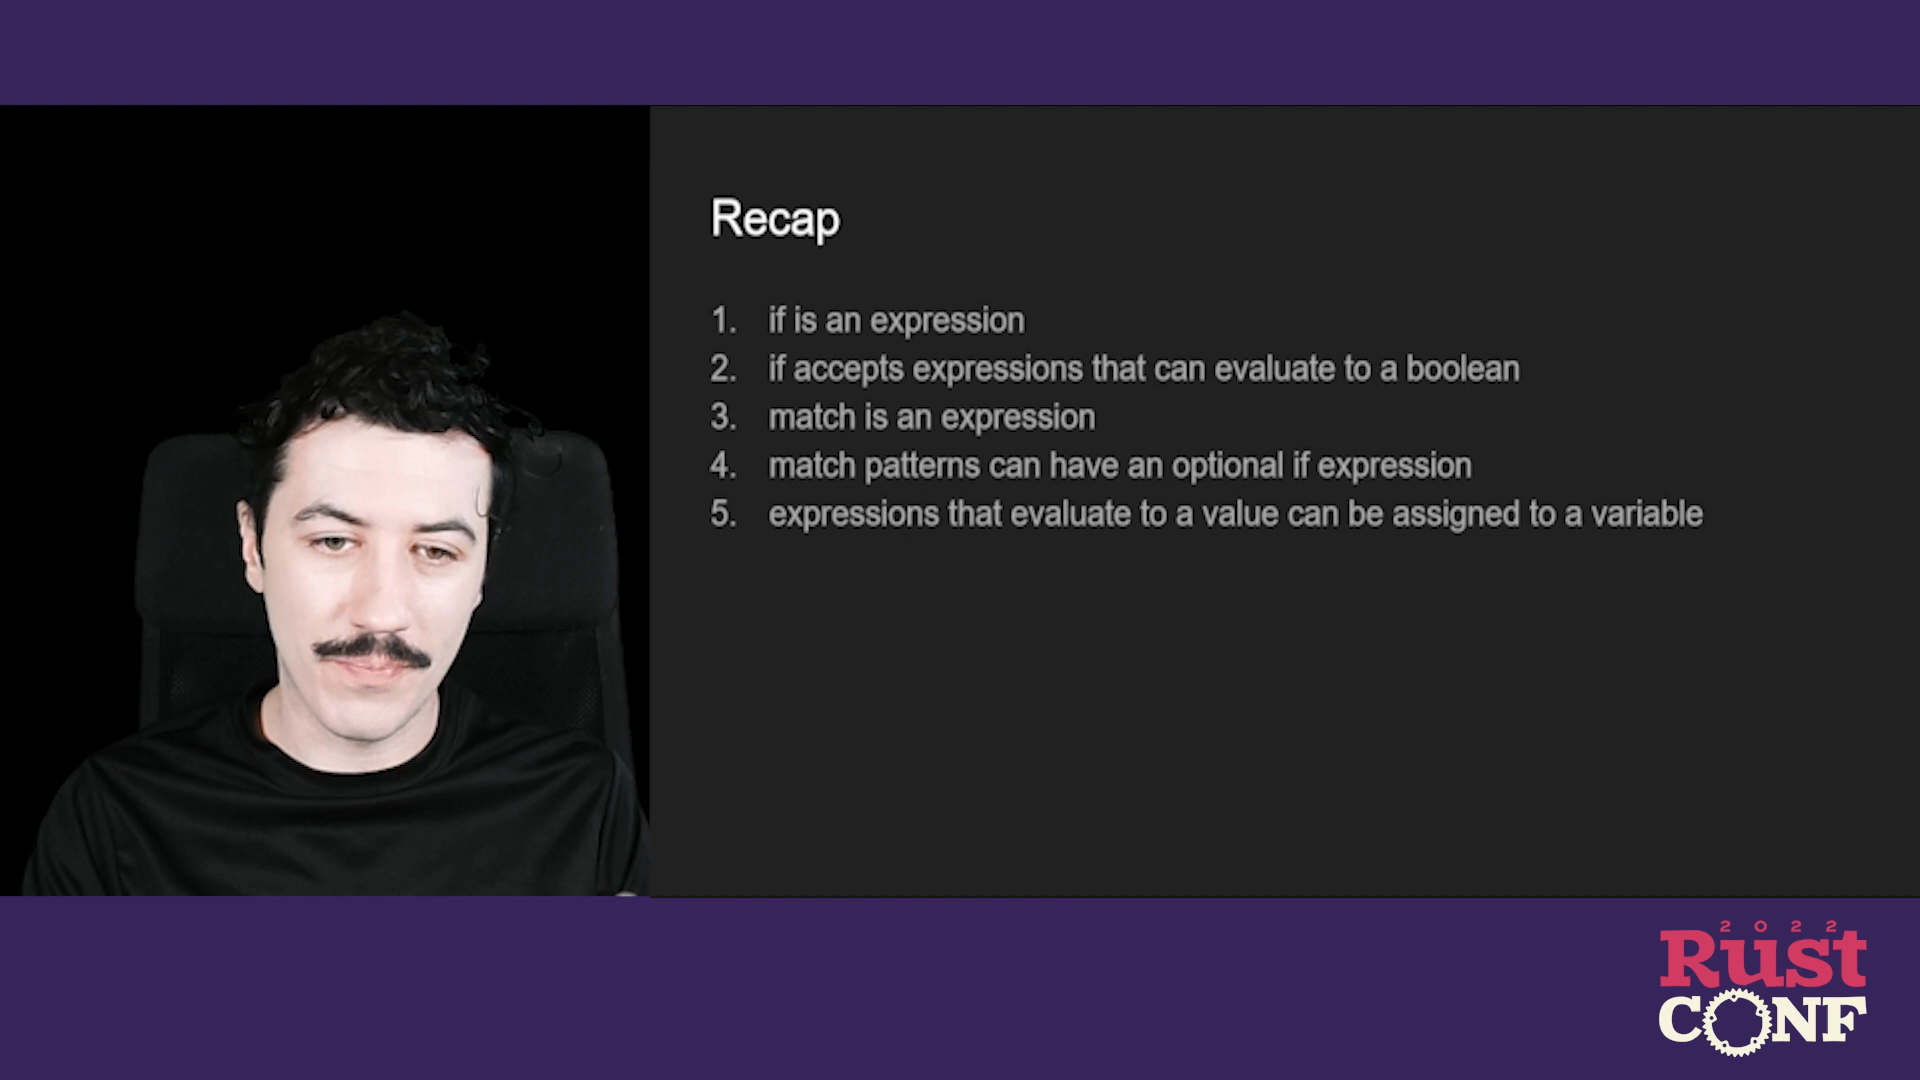 Recap
1. if is an expression
2. if accepts expressions that can evaluate to a boolean
3. match is an expression
4. match patterns can have an optional if expression
5. expressions that evaluate to a value can be assigned to a variable
2022
Rust
CONF